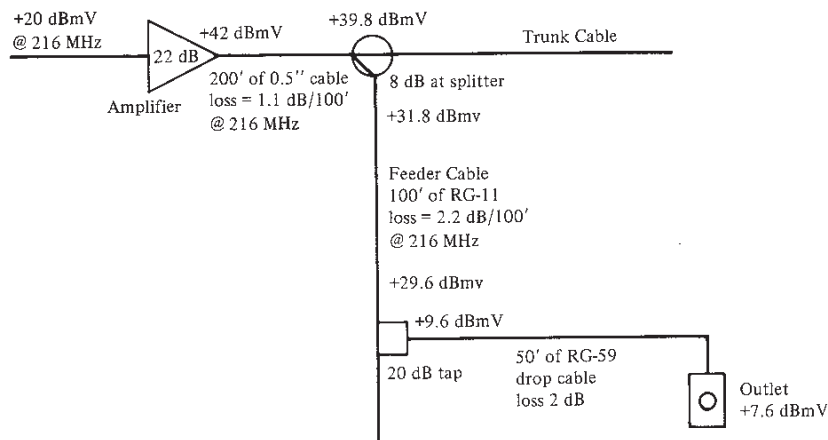 +20 dBmV
@ 216 MHz
22 dB
Amplifier
+42 dBmV
200' of 0.5'' cable
loss = 1.1 dB/100'
@ 216 MHz
+39.8 dBmV
Trunk Cable
8 dB at splitter
+31.8 dBmv
Feeder Cable
100' of RG-11
loss = 2.2 dB/100'
@ 216 MHz
+29.6 dBmv
+9.6 dBmV
20 dB tap
50' of RG-59
drop cable
loss 2 dB
Outlet
+7.6 dBmV